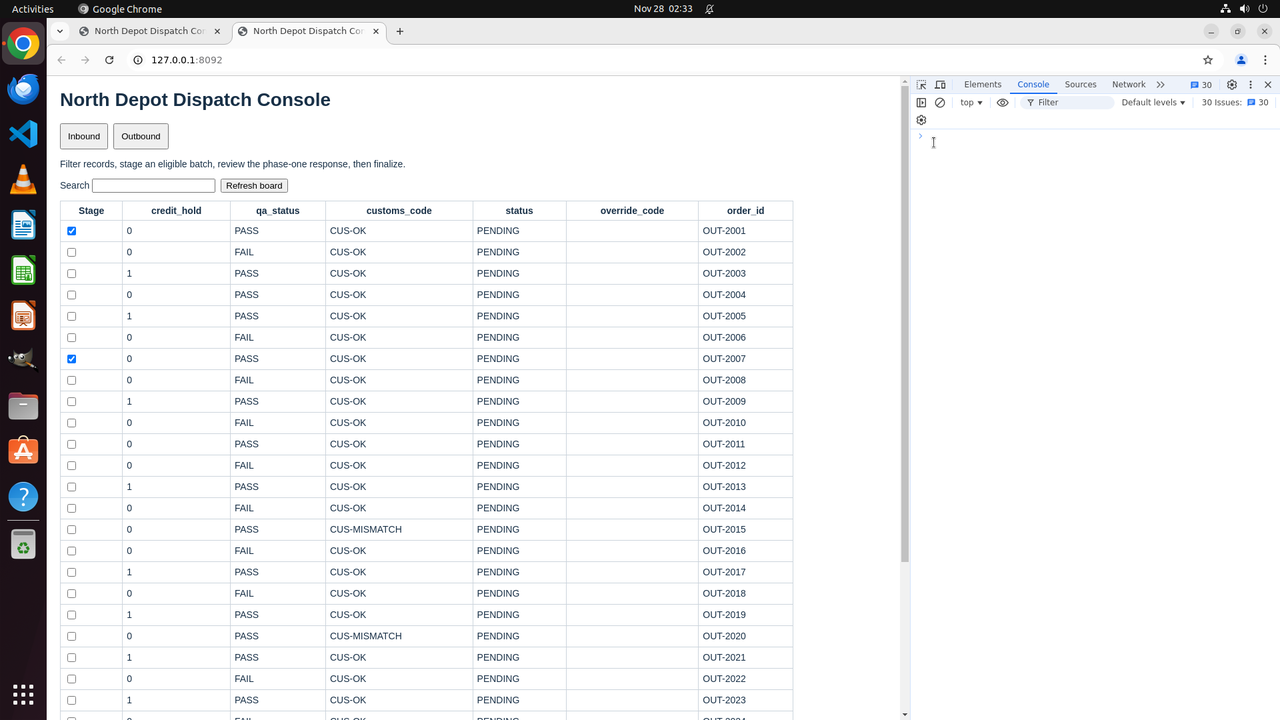 Activities Google Chrome Nov 28 02:33
North Depot Dispatch Con North Depot Dispatch Con
127.0.0.1:8092
North Depot Dispatch Console
Inbound Outbound
Filter records, stage an eligible batch, review the phase-one response, then finalize.
Search Refresh board
Stage credit_hold qa_status customs_code status override_code order_id
0 PASS CUS-OK PENDING OUT-2001
0 FAIL CUS-OK PENDING OUT-2002
1 PASS CUS-OK PENDING OUT-2003
0 PASS CUS-OK PENDING OUT-2004
1 PASS CUS-OK PENDING OUT-2005
0 FAIL CUS-OK PENDING OUT-2006
0 PASS CUS-OK PENDING OUT-2007
0 FAIL CUS-OK PENDING OUT-2008
1 PASS CUS-OK PENDING OUT-2009
0 FAIL CUS-OK PENDING OUT-2010
0 PASS CUS-OK PENDING OUT-2011
0 FAIL CUS-OK PENDING OUT-2012
1 PASS CUS-OK PENDING OUT-2013
0 FAIL CUS-OK PENDING OUT-2014
0 PASS CUS-MISMATCH PENDING OUT-2015
0 FAIL CUS-OK PENDING OUT-2016
1 PASS CUS-OK PENDING OUT-2017
0 FAIL CUS-OK PENDING OUT-2018
1 PASS CUS-OK PENDING OUT-2019
0 PASS CUS-MISMATCH PENDING OUT-2020
1 PASS CUS-OK PENDING OUT-2021
0 FAIL CUS-OK PENDING OUT-2022
1 PASS CUS-OK PENDING OUT-2023
Elements Console Sources Network 30
top Filter Default levels 30 Issues: 30